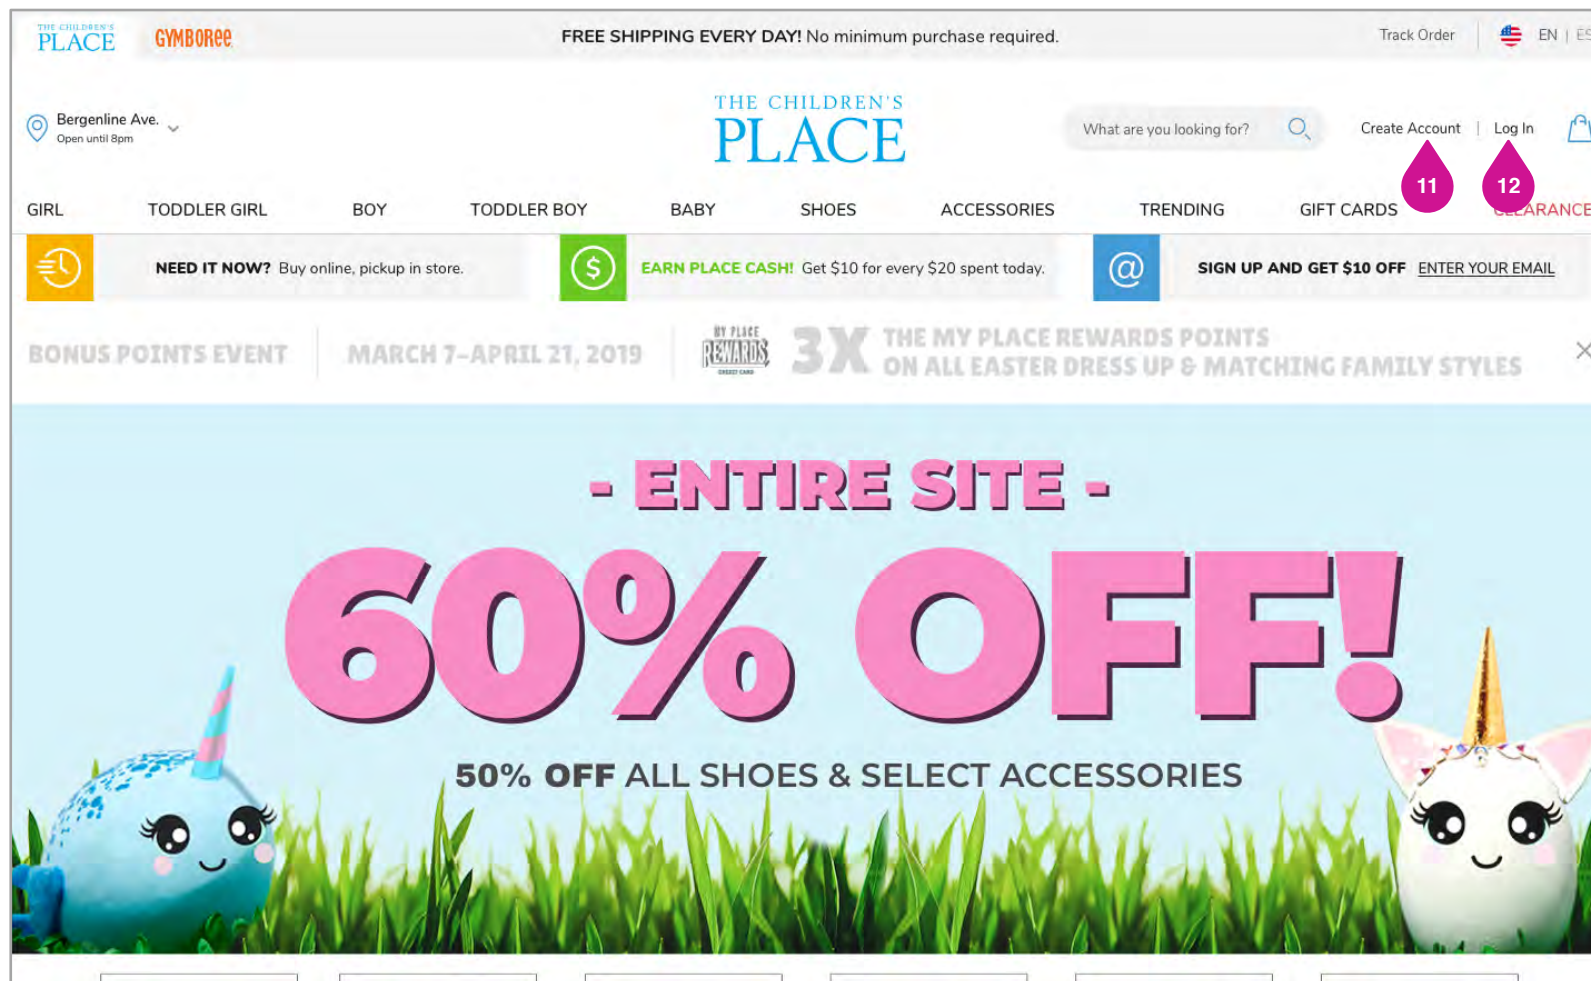 THE CHILDREN'S
PLACE
GYMBOREE
FREE SHIPPING EVERY DAY! No minimum purchase required.
Track Order
EN | ES
Bergenline Ave.
Open until 8pm
THE CHILDREN'S
PLACE
What are you looking for?
Create Account | Log In
11
12
GIRL
TODDLER GIRL
BOY
TODDLER BOY
BABY
SHOES
ACCESSORIES
TRENDING
GIFT CARDS
CLEARANCE
NEED IT NOW? Buy online, pickup in store.
$
EARN PLACE CASH! Get $10 for every $20 spent today.
@
SIGN UP AND GET $10 OFF ENTER YOUR EMAIL
BONUS POINTS EVENT
MARCH 7-APRIL 21, 2019
MY PLACE
REWARDS
CREDIT CARD
3X
THE MY PLACE REWARDS POINTS
ON ALL EASTER DRESS UP & MATCHING FAMILY STYLES
- ENTIRE SITE -
60% OFF!
50% OFF ALL SHOES & SELECT ACCESSORIES